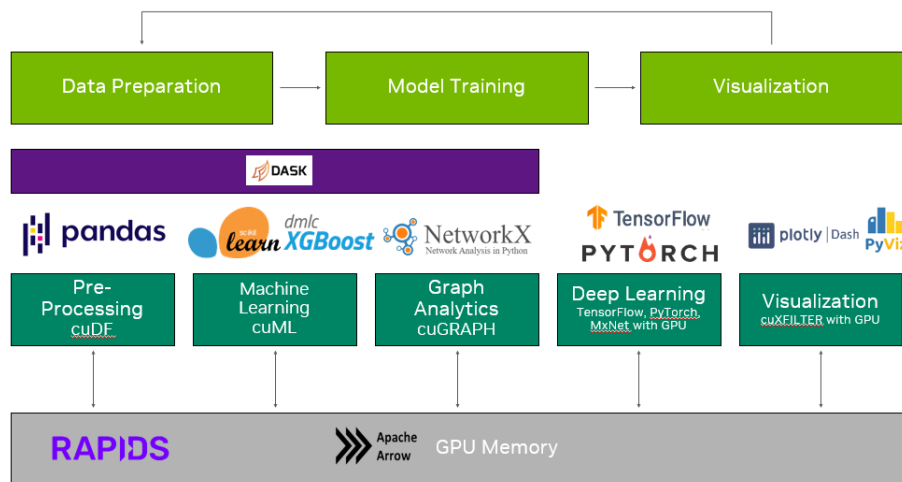 Data Preparation
Model Training
Visualization
DASK
pandas
scikit
learn
dmlc
XGBoost
NetworkX
Network Analysis in Python
TensorFlow
PYTORCH
plotly | Dash
PyViz
Pre-
Processing
cuDF
Machine
Learning
cuML
Graph
Analytics
cuGRAPH
Deep Learning
TensorFlow, PyTorch,
MxNet with GPU
Visualization
cuXFILTER with GPU
RAPIDS
Apache
Arrow
GPU Memory